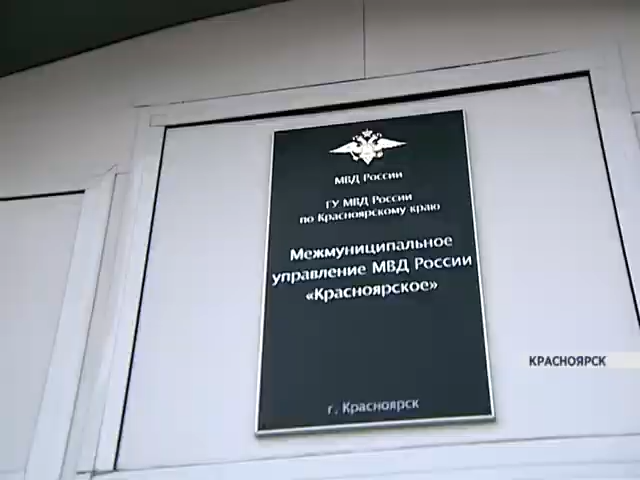 МВД России
ГУ МВД России
по Красноярскому краю
Межмуниципальное
управление МВД России
«Красноярское»
г. Красноярск
КРАСНОЯРСК